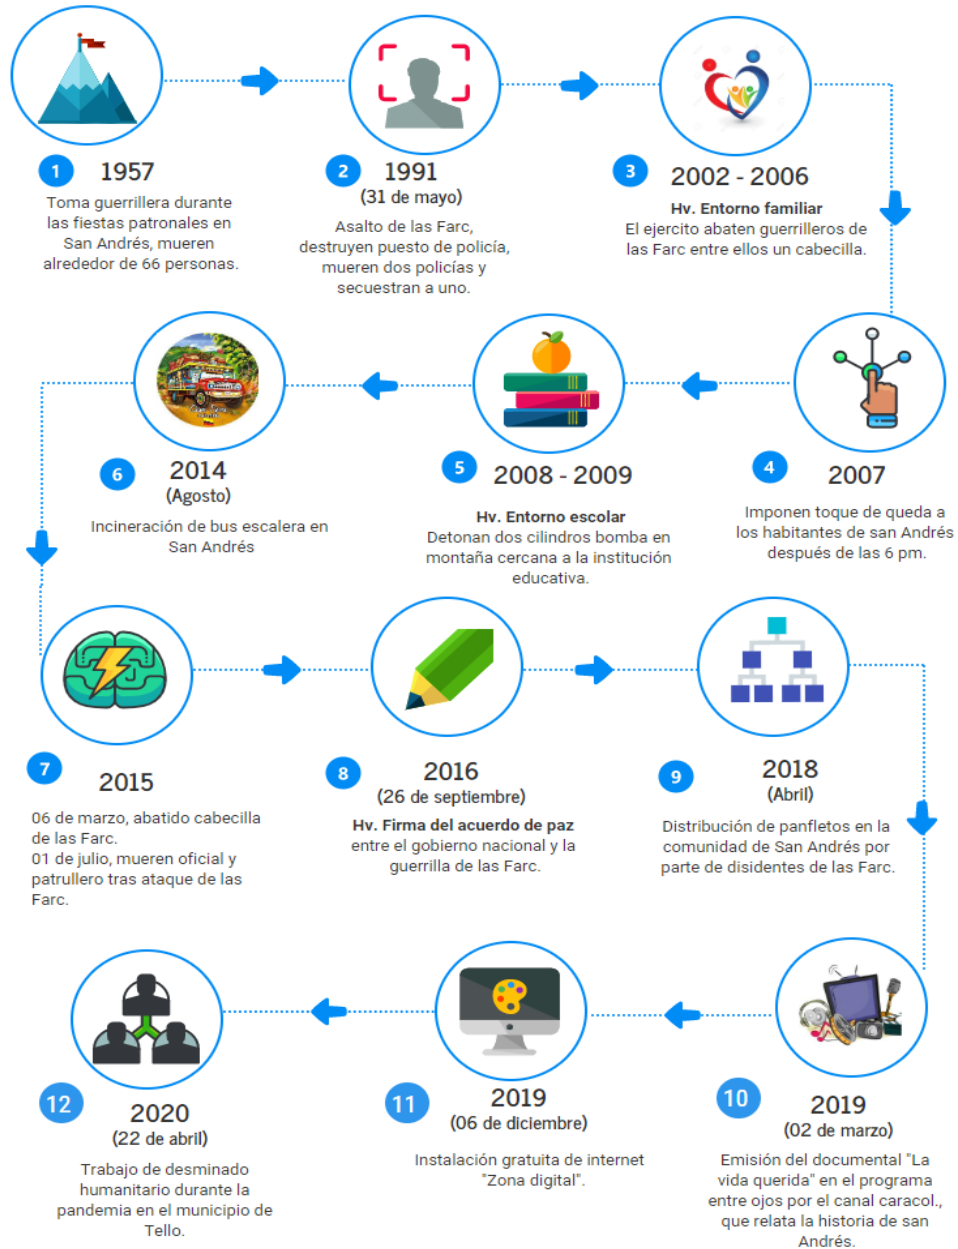 1
1957
Toma guerrillera durante
las fiestas patronales en
San Andrés, mueren
alrededor de 66 personas.
2
1991
(31 de mayo)
Asalto de las Farc,
destruyen puesto de policía,
mueren dos policías y
secuestran a uno.
3
2002 - 2006
Hv. Entorno familiar
El ejercito abaten guerrilleros de
las Farc entre ellos un cabecilla.
4
2007
Imponen toque de queda a
los habitantes de san Andrés
después de las 6 pm.
5
2008 - 2009
Hv. Entorno escolar
Detonan dos cilindros bomba en
montaña cercana a la institución
educativa.
6
2014
(Agosto)
Incineración de bus escalera en
San Andrés
7
2015
06 de marzo, abatido cabecilla
de las Farc.
01 de julio, mueren oficial y
patrullero tras ataque de las
Farc.
8
2016
(26 de septiembre)
Hv. Firma del acuerdo de paz
entre el gobierno nacional y la
guerrilla de las Farc.
9
2018
(Abril)
Distribución de panfletos en la
comunidad de San Andrés por
parte de disidentes de las Farc.
10
2019
(02 de marzo)
Emisión del documental "La
vida querida" en el programa
entre ojos por el canal caracol.,
que relata la historia de san
Andrés.
11
2019
(06 de diciembre)
Instalación gratuita de internet
"Zona digital".
12
2020
(22 de abril)
Trabajo de desminado
humanitario durante la
pandemia en el municipio de
Tello.